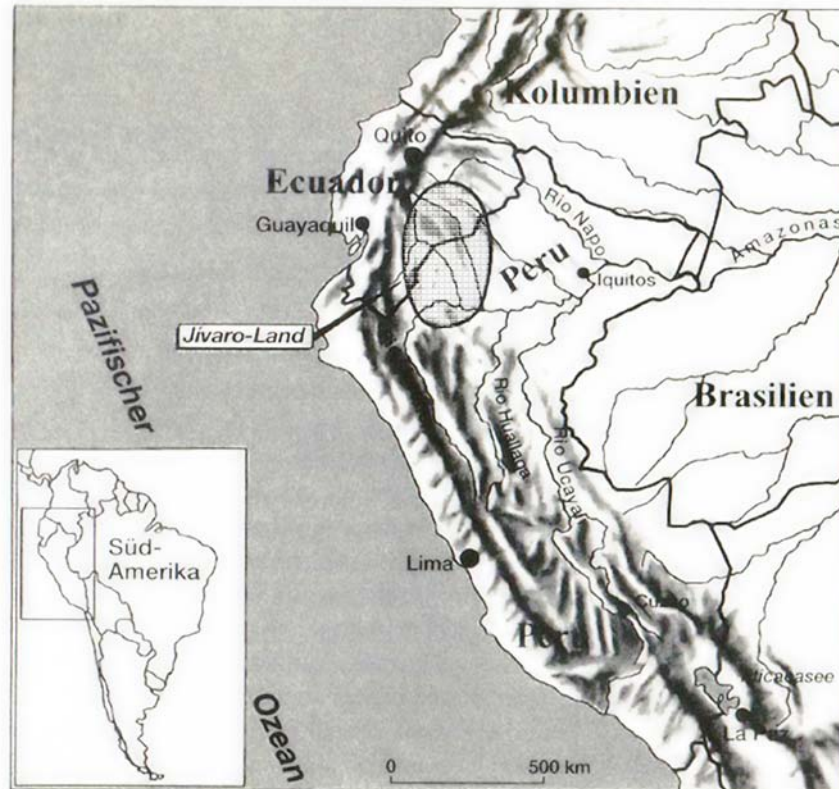 Kolumbien
Quito
Ecuador
Guayaquil
Rio Napo
Amazonas
Peru
Iquitos
Pazifischer
Jívaro-Land
Brasilien
Rio Huallaga
Rio Ucayali
Süd-
Amerika
Lima
Cuzco
Peru
Titicacasee
La Paz
Ozean
0 500 km